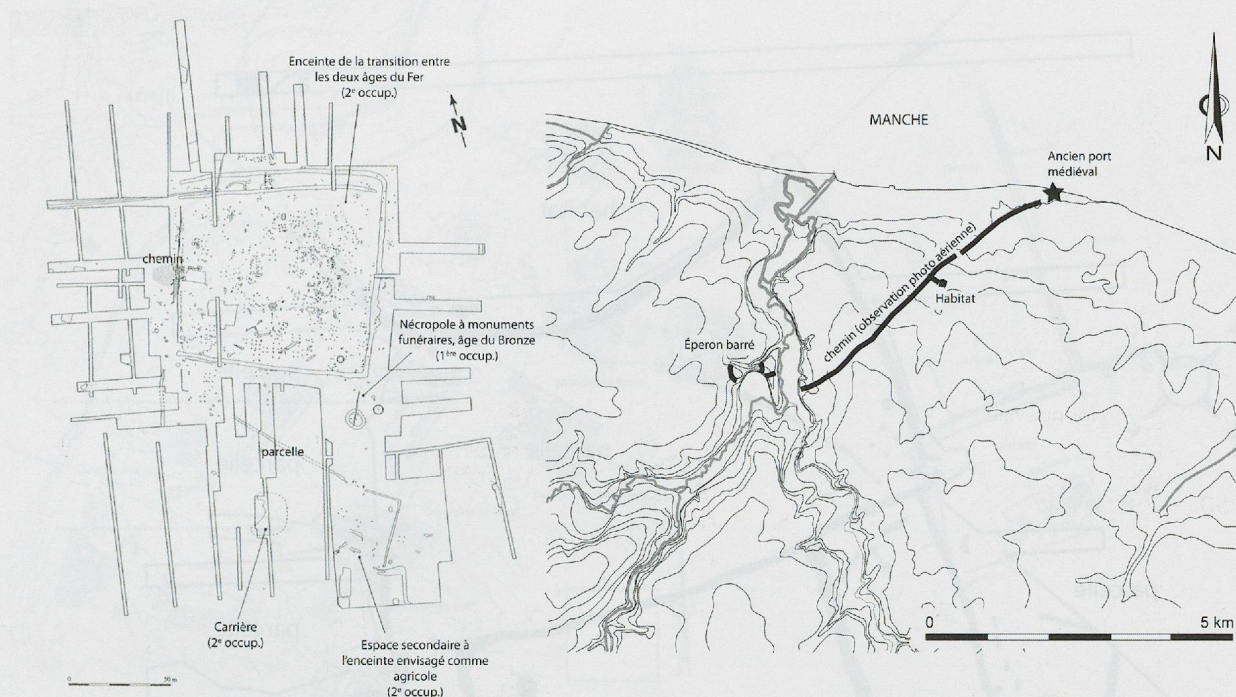 Enceinte de la transition entre
les deux âges du Fer
(2e occup.)
N
chemin
Nécropole à monuments
funéraires, âge du Bronze
(1ère occup.)
parcelle
Carrière
(2e occup.)
Espace secondaire à
l'enceinte envisagé comme
agricole
(2e occup.)
MANCHE
N
Ancien port
médiéval
chemin (observation photo aérienne)
Habitat
Éperon barré
0 5 km